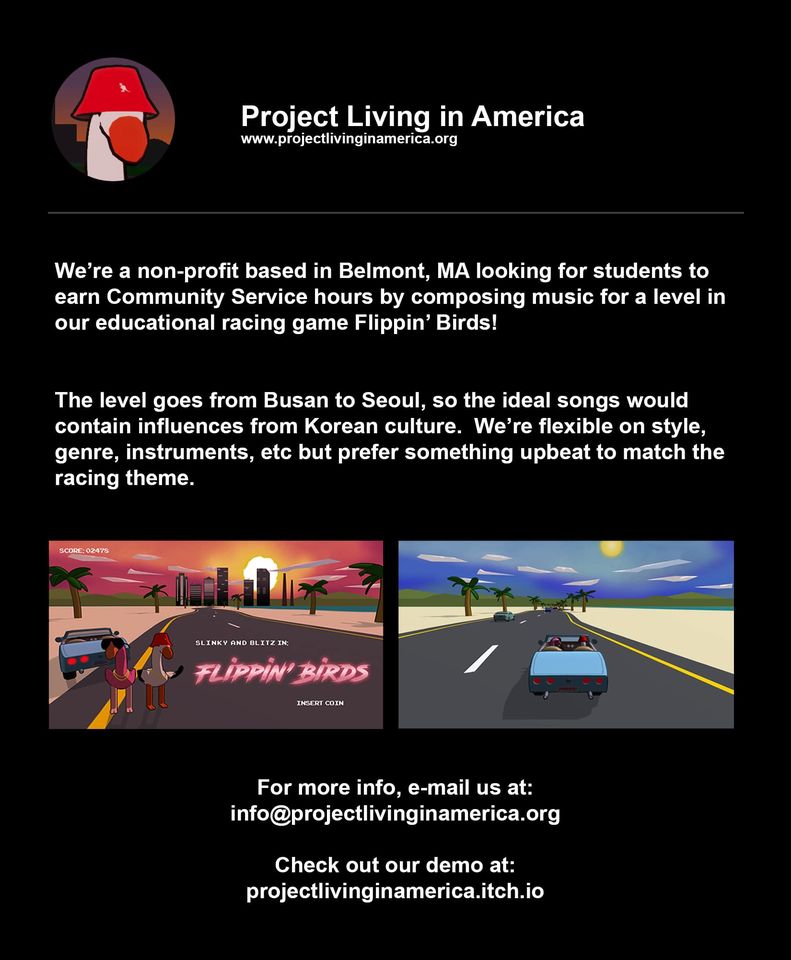 Project Living in America
www.projectlivinginamerica.org
We’re a non-profit based in Belmont, MA looking for students to
earn Community Service hours by composing music for a level in
our educational racing game Flippin’ Birds!
The level goes from Busan to Seoul, so the ideal songs would
contain influences from Korean culture.  We’re flexible on style,
genre, instruments, etc but prefer something upbeat to match the
racing theme.
SCORE: 02475
SLINKY AND BLITZ IN:
FLIPPIN' BIRDS
INSERT COIN
For more info, e-mail us at:
info@projectlivinginamerica.org
Check out our demo at:
projectlivinginamerica.itch.io